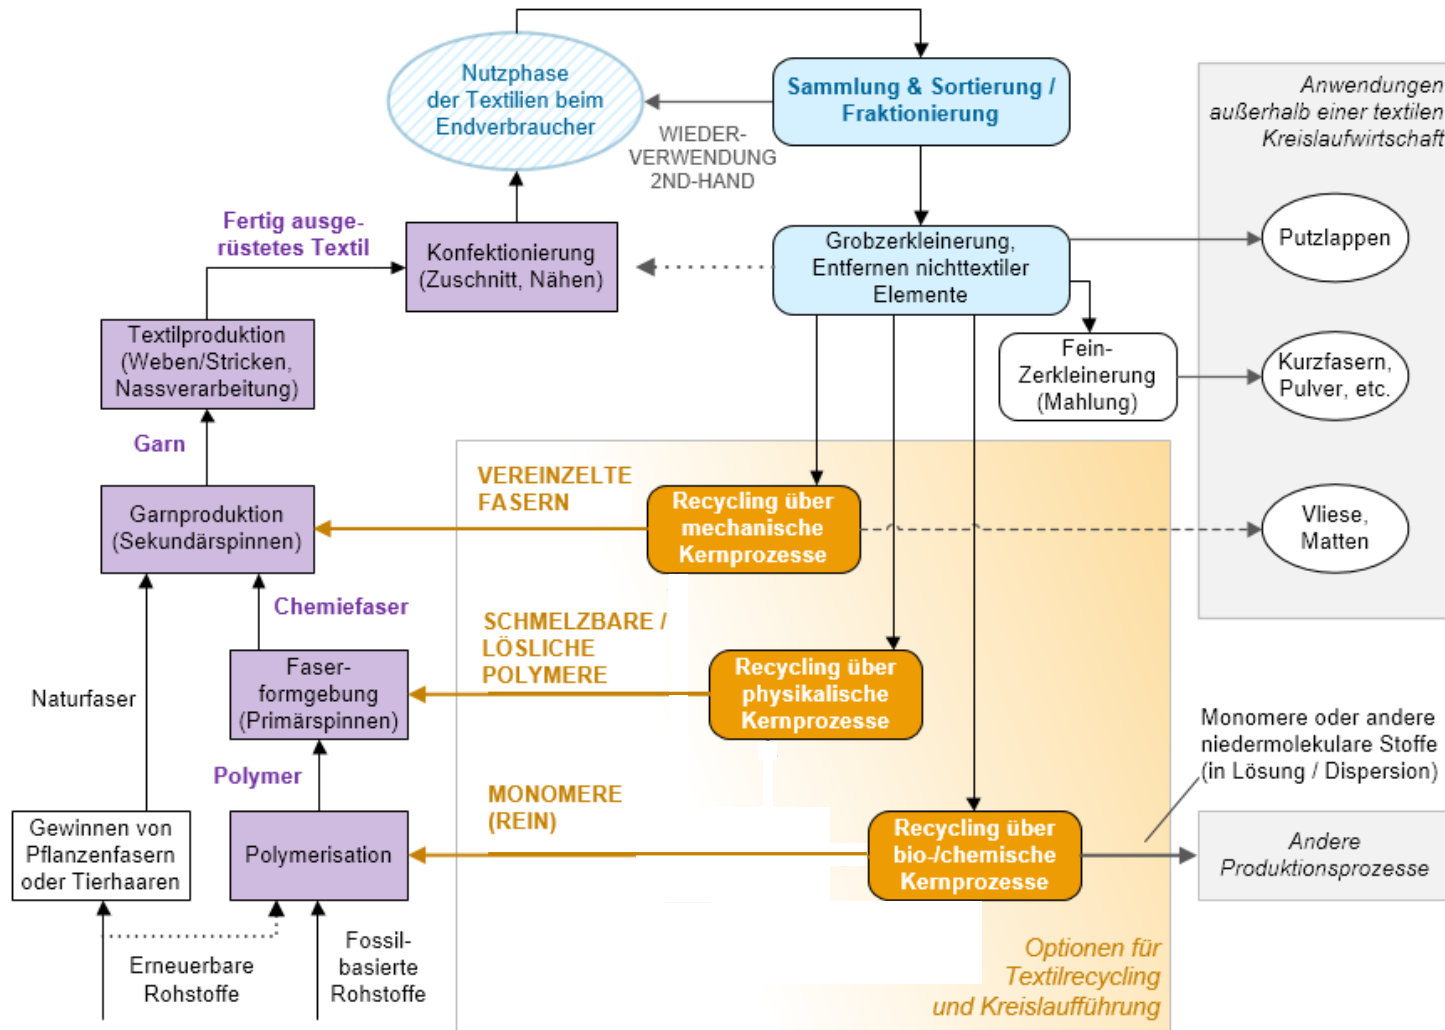 Nutzphase
der Textilien beim
Endverbraucher
Sammlung & Sortierung /
Fraktionierung
WIEDER-
VERWENDUNG
2ND-HAND
Anwendungen
außerhalb einer textilen
Kreislaufwirtschaft
Fertig ausge-
rüstetes Textil
Konfektionierung
(Zuschnitt, Nähen)
Grobzerkleinerung,
Entfernen nichttextiler
Elemente
Putzlappen
Textilproduktion
(Weben/Stricken,
Nassverarbeitung)
Fein-
Zerkleinerung
(Mahlung)
Kurzfasern,
Pulver, etc.
Garn
VEREINZELTE
FASERN
Garnproduktion
(Sekundärspinnen)
Recycling über
mechanische
Kernprozesse
Vliese,
Matten
Chemiefaser
SCHMELZBARE /
LÖSLICHE
POLYMERE
Naturfaser
Faser-
formgebung
(Primärspinnen)
Recycling über
physikalische
Kernprozesse
Monomere oder andere
niedermolekulare Stoffe
(in Lösung / Dispersion)
Polymer
MONOMERE
(REIN)
Gewinnen von
Pflanzenfasern
oder Tierhaaren
Polymerisation
Recycling über
bio-/chemische
Kernprozesse
Andere
Produktionsprozesse
Erneuerbare
Rohstoffe
Fossil-
basierte
Rohstoffe
Optionen für
Textilrecycling
und Kreislaufführung